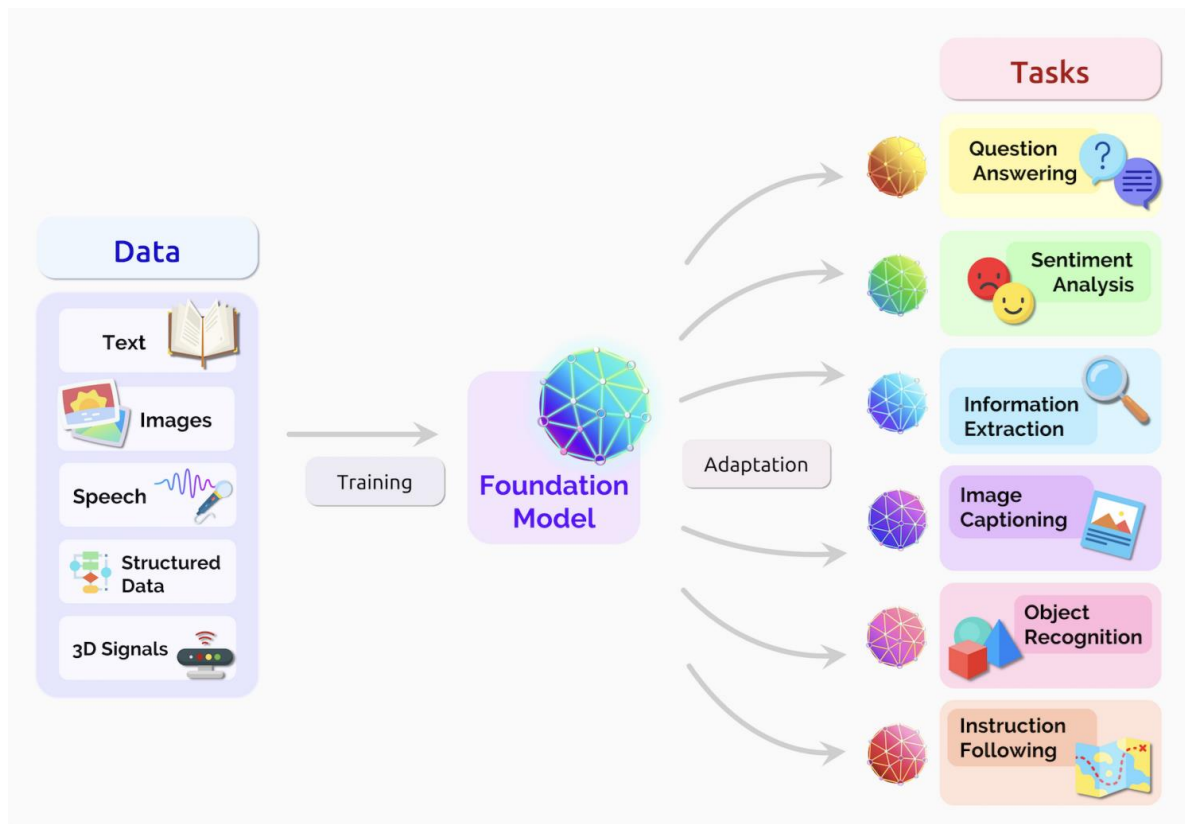 Data
Text
Images
Speech
Structured
Data
3D Signals
Training
Foundation
Model
Adaptation
Tasks
Question
Answering
?
Sentiment
Analysis
Information
Extraction
Image
Captioning
Object
Recognition
Instruction
Following